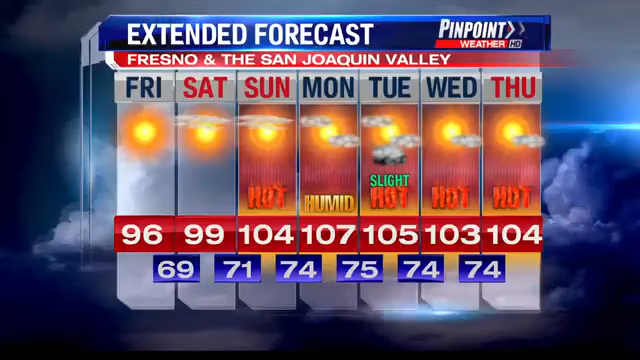 EXTENDED FORECAST
PINPOINT
WEATHER HD
FRESNO & THE SAN JOAQUIN VALLEY
FRI SAT SUN MON TUE WED THU
SLIGHT
HOT HUMID HOT HOT HOT
96 99 104 107 105 103 104
69 71 74 75 74 74